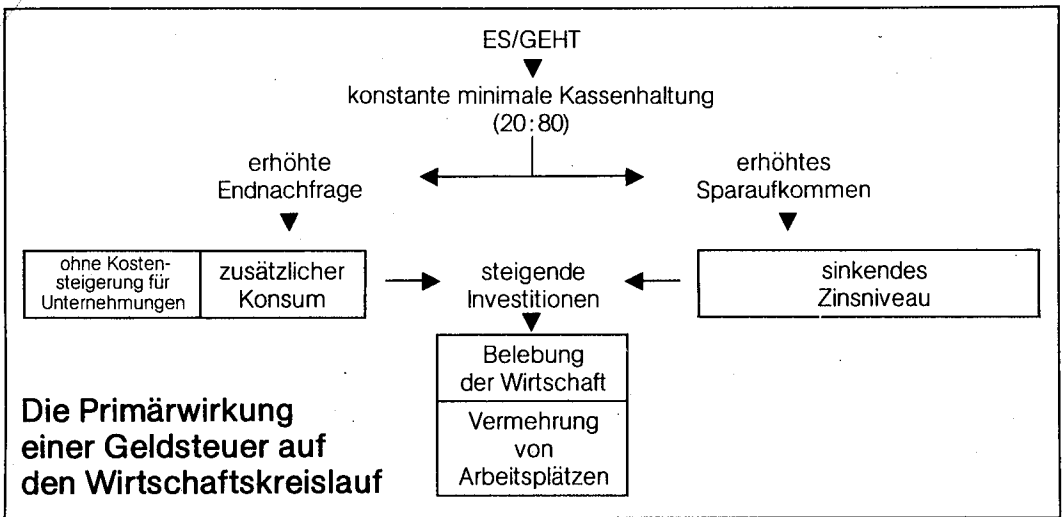 ES/GEHT
konstante minimale Kassenhaltung
(20:80)
erhöhte
Endnachfrage
erhöhtes
Sparaufkommen
ohne Kosten-
steigerung für
Unternehmungen
zusätzlicher
Konsum
steigende
Investitionen
sinkendes
Zinsniveau
Belebung
der Wirtschaft
Vermehrung
von
Arbeitsplätzen
Die Primärwirkung
einer Geldsteuer auf
den Wirtschaftskreislauf